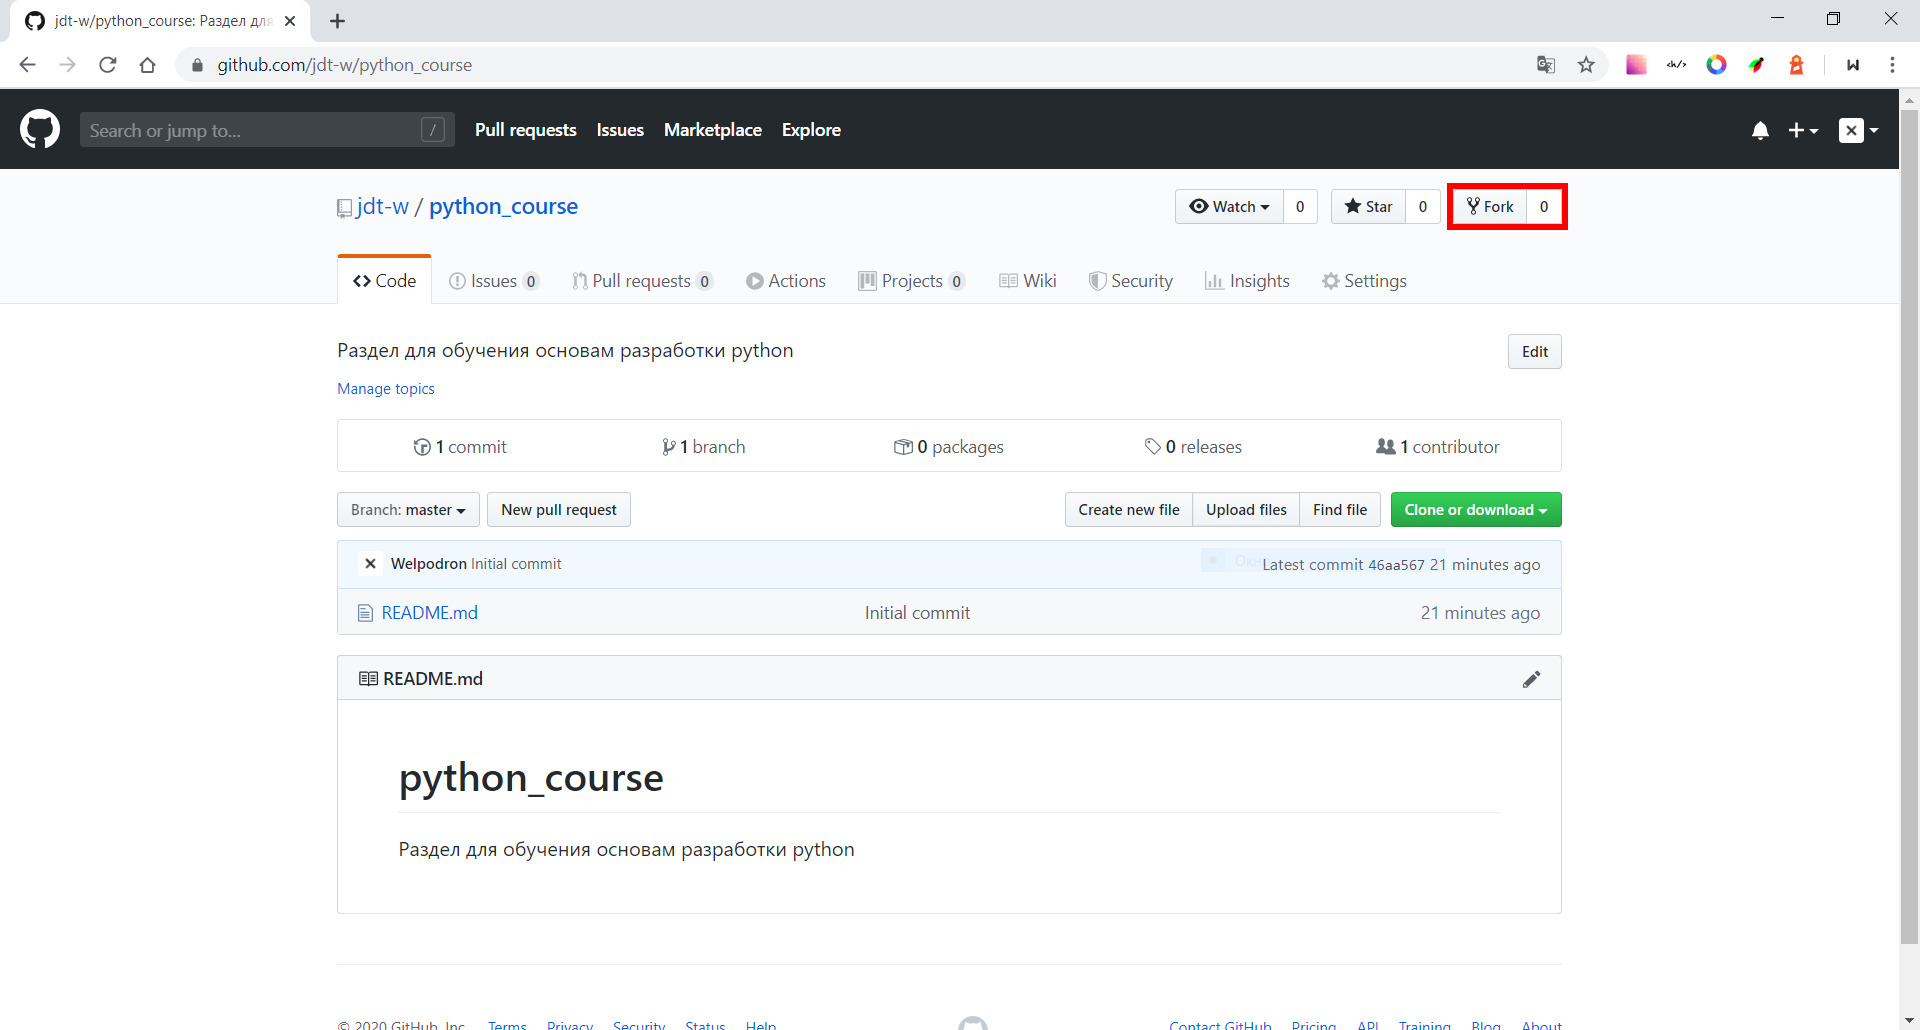 jdt-w/python_course: Раздел для
github.com/jdt-w/python_course
Search or jump to... /
Pull requests Issues Marketplace Explore
jdt-w / python_course
Watch 0 Star 0 Fork 0
Code Issues 0 Pull requests 0 Actions Projects 0 Wiki Security Insights Settings
Раздел для обучения основам разработки python
Edit
Manage topics
1 commit 1 branch 0 packages 0 releases 1 contributor
Branch: master New pull request Create new file Upload files Find file Clone or download
Welpodron Initial commit Latest commit 46aa567 21 minutes ago
README.md Initial commit 21 minutes ago
README.md
python_course
Раздел для обучения основам разработки python
© 2020 GitHub, Inc. Terms Privacy Security Status Help Contact GitHub Pricing API Training Blog About